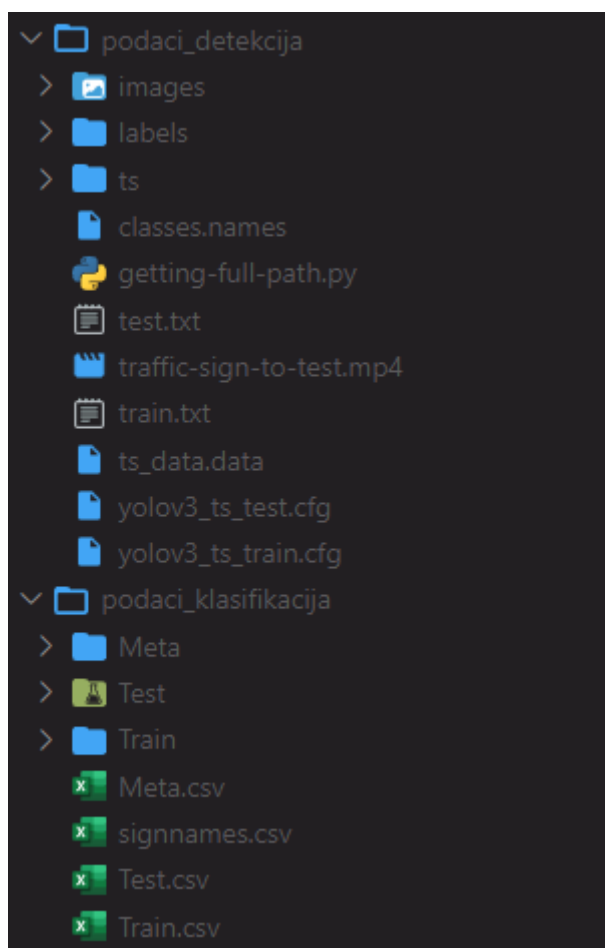 podaci_detekcija
images
labels
ts
classes.names
getting-full-path.py
test.txt
traffic-sign-to-test.mp4
train.txt
ts_data.data
yolov3_ts_test.cfg
yolov3_ts_train.cfg
podaci_klasifikacija
Meta
Test
Train
Meta.csv
signnames.csv
Test.csv
Train.csv